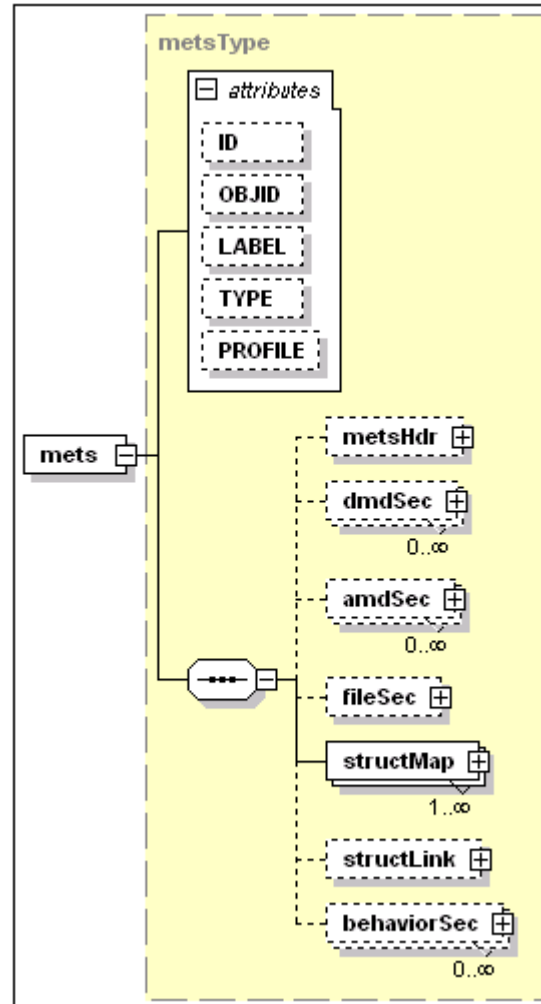 metsType
attributes
ID
OBJID
LABEL
TYPE
PROFILE
mets
metsHdr
dmdSec
0..∞
amdSec
0..∞
fileSec
structMap
1..∞
structLink
behaviorSec
0..∞